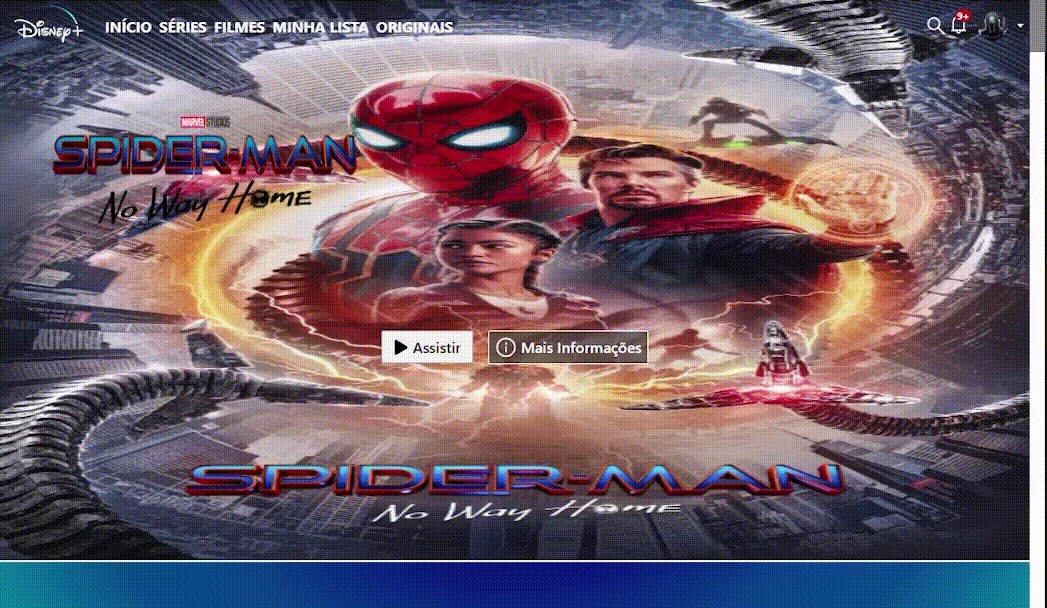 Disney+
INÍCIO SÉRIES FILMES MINHA LISTA ORIGINAIS
9+
MARVEL STUDIOS
SPIDER-MAN
No Way Home
Assistir
Mais Informações
SPIDER-MAN
No Way Home